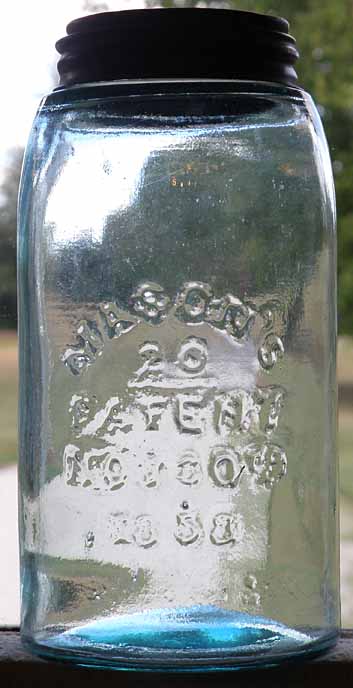 MASON'S
20
PATENT
NOV 30TH
1858